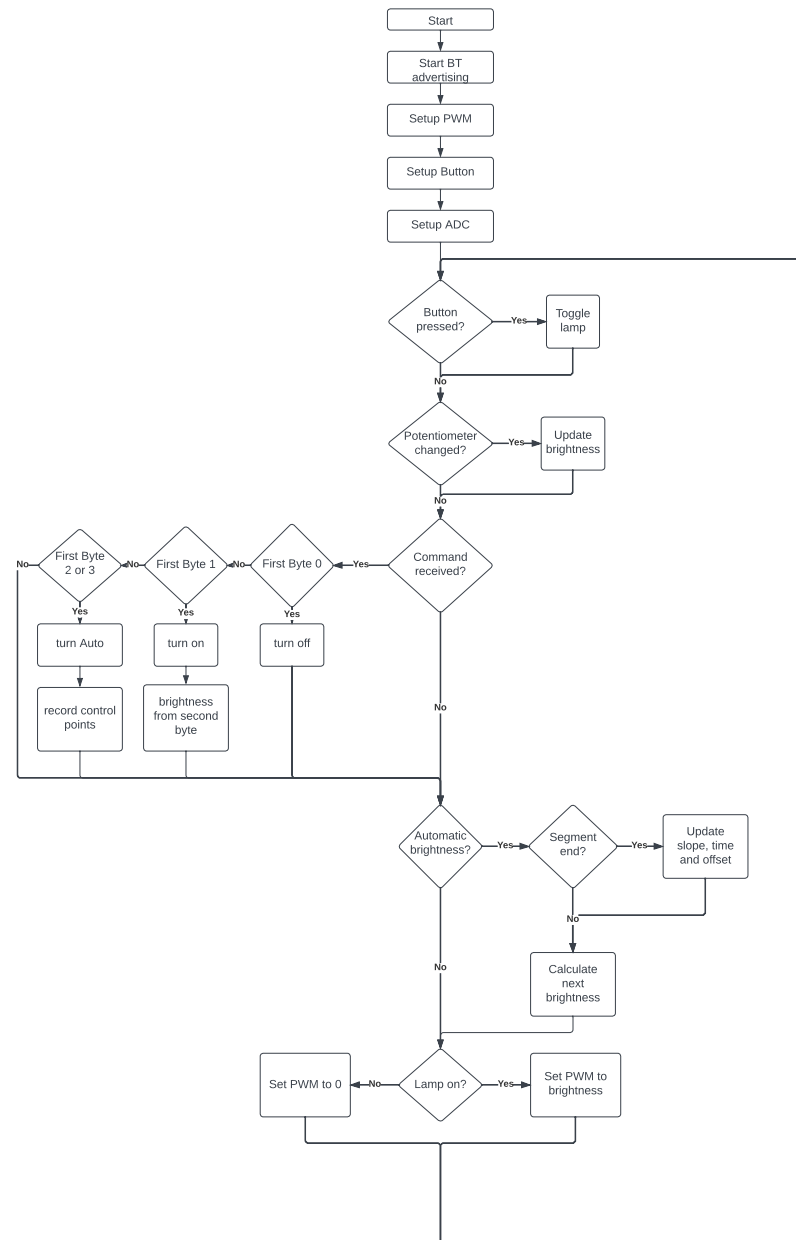 Start
Start BT
advertising
Setup PWM
Setup Button
Setup ADC
Button
pressed?
Yes
Toggle
lamp
No
Potentiometer
changed?
Yes
Update
brightness
No
Command
received?
Yes
First Byte 0
No
First Byte 1
No
First Byte
2 or 3
No
Yes
Yes
Yes
turn Auto
turn on
turn off
record control
points
brightness
from second
byte
No
Automatic
brightness?
Yes
Segment
end?
Yes
Update
slope, time
and offset
No
Calculate
next
brightness
No
Set PWM to 0
No
Lamp on?
Yes
Set PWM to
brightness